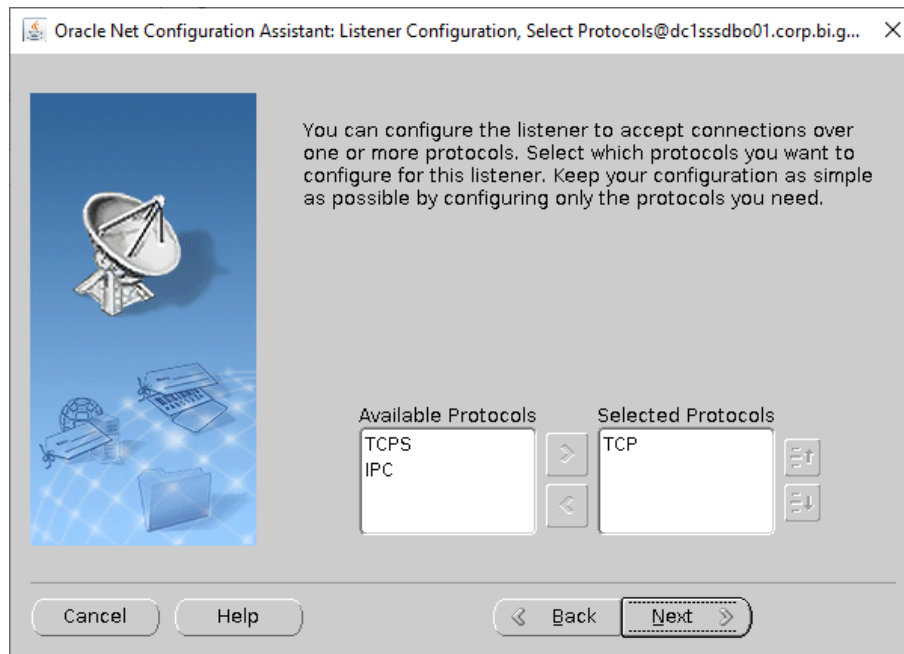 Oracle Net Configuration Assistant: Listener Configuration, Select Protocols@dc1sssdbo01.corp.bi.g...
You can configure the listener to accept connections over
one or more protocols. Select which protocols you want to
configure for this listener. Keep your configuration as simple
as possible by configuring only the protocols you need.
Available Protocols
Selected Protocols
TCPS
IPC
TCP
Cancel
Help
Back
Next